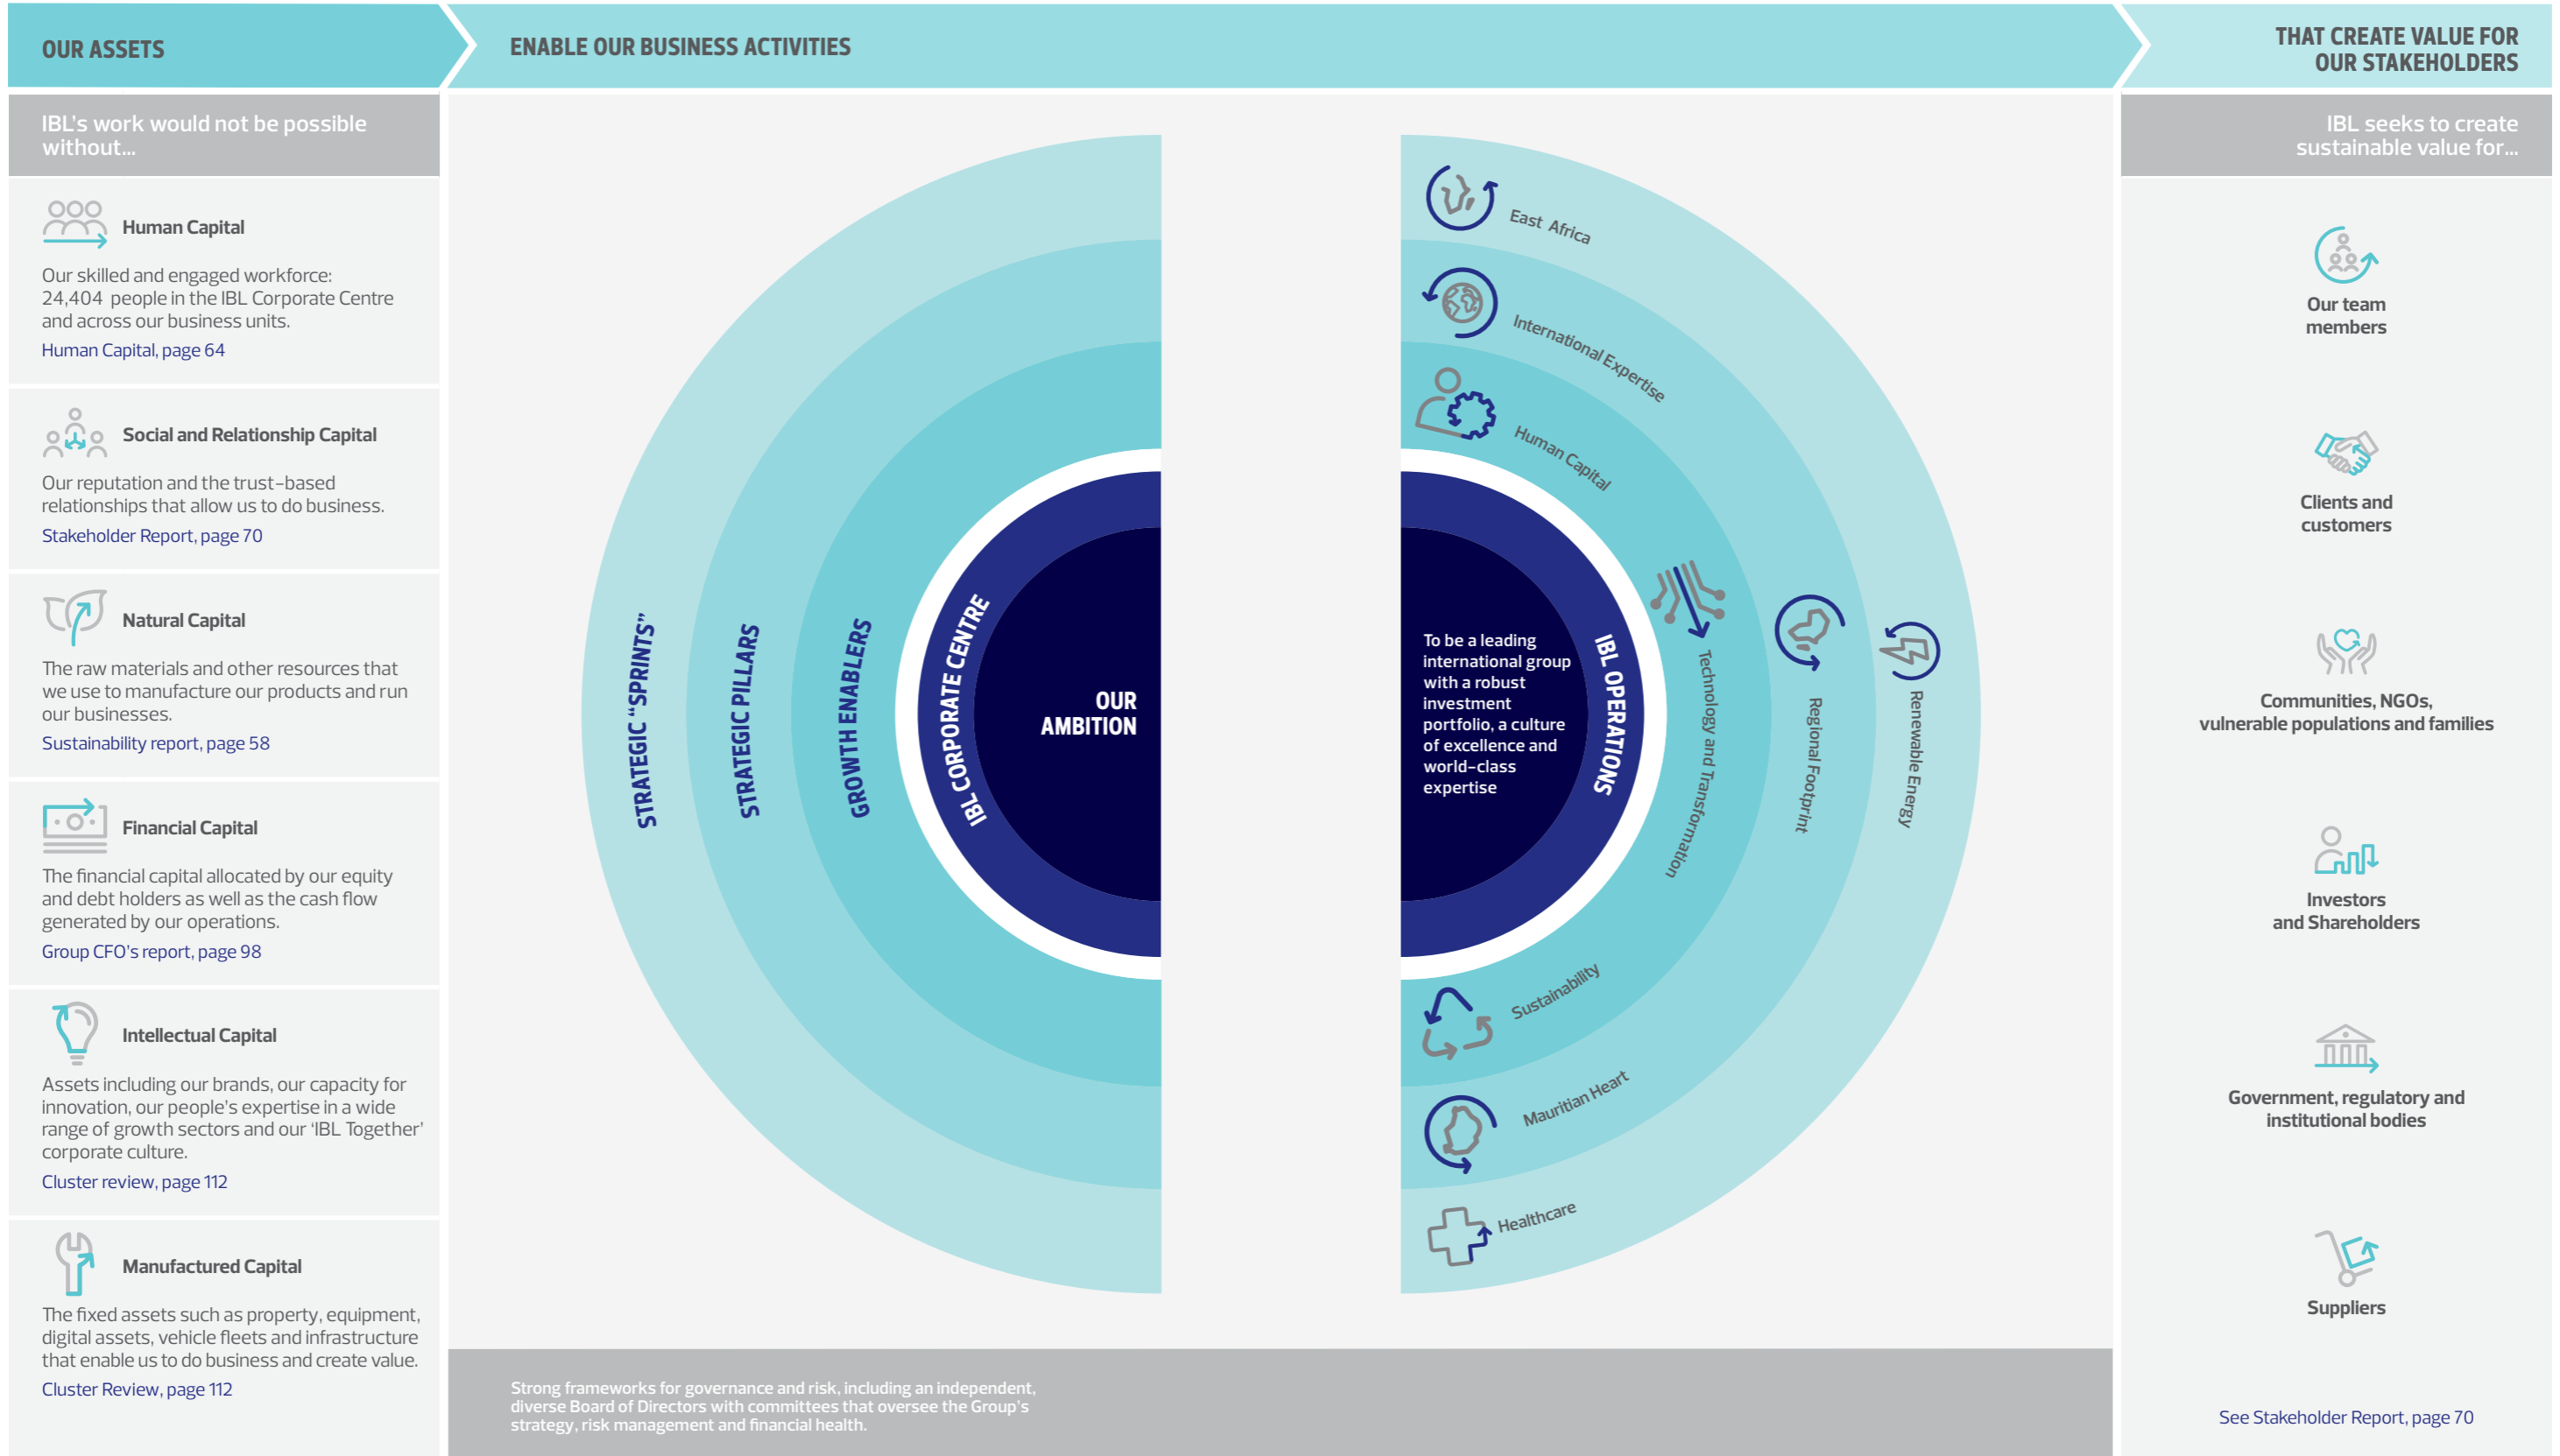 OUR ASSETS
ENABLE OUR BUSINESS ACTIVITIES
THAT CREATE VALUE FOR
OUR STAKEHOLDERS
IBL's work would not be possible
without...
Human Capital
Our skilled and engaged workforce:
24,404 people in the IBL Corporate Centre
and across our business units.
Human Capital, page 64
Social and Relationship Capital
Our reputation and the trust-based
relationships that allow us to do business.
Stakeholder Report, page 70
Natural Capital
The raw materials and other resources that
we use to manufacture our products and run
our businesses.
Sustainability report, page 58
Financial Capital
The financial capital allocated by our equity
and debt holders as well as the cash flow
generated by our operations.
Group CFO's report, page 98
Intellectual Capital
Assets including our brands, our capacity for
innovation, our people's expertise in a wide
range of growth sectors and our 'IBL Together'
corporate culture.
Cluster review, page 112
Manufactured Capital
The fixed assets such as property, equipment,
digital assets, vehicle fleets and infrastructure
that enable us to do business and create value.
Cluster Review, page 112
STRATEGIC "SPRINTS"
STRATEGIC PILLARS
GROWTH ENABLERS
IBL CORPORATE CENTRE
OUR
AMBITION
To be a leading
international group
with a robust
investment
portfolio, a culture
of excellence and
world-class
expertise
IBL OPERATIONS
East Africa
International Expertise
Human Capital
Technology and Transformation
Regional Footprint
Renewable Energy
Sustainability
Mauritian Heart
Healthcare
Strong frameworks for governance and risk, including an independent,
diverse Board of Directors with committees that oversee the Group's
strategy, risk management and financial health.
IBL seeks to create
sustainable value for...
Our team
members
Clients and
customers
Communities, NGOs,
vulnerable populations and families
Investors
and Shareholders
Government, regulatory and
institutional bodies
Suppliers
See Stakeholder Report, page 70